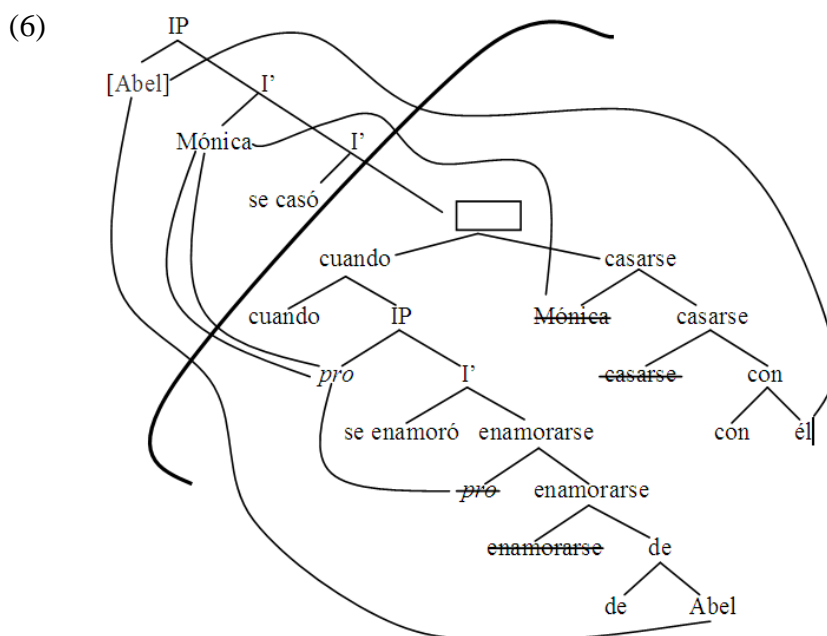 (6)
IP
[Abel]
I’
Mónica
I’
se casó
cuando casarse
cuando IP Mónica casarse
pro I’ casarse con
se enamoró enamorarse con él
pro enamorarse
enamorarse de
de Abel